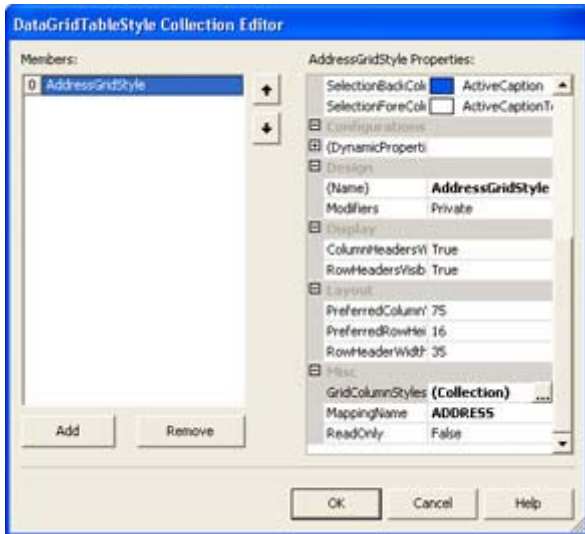 DataGridTableStyle Collection Editor
Members:
0 AddressGridStyle
Add Remove
AddressGridStyle Properties:
SelectionBackCol ActiveCaption
SelectionForeCol ActiveCaptionT
Configurations
(DynamicProperti
Design
(Name) AddressGridStyle
Modifiers Private
Display
ColumnHeadersVi True
RowHeadersVisib True
Layout
PreferredColumn 75
PreferredRowHei 16
RowHeaderWidth 35
Misc
GridColumnStyles (Collection) ...
MappingName ADDRESS
ReadOnly False
OK Cancel Help